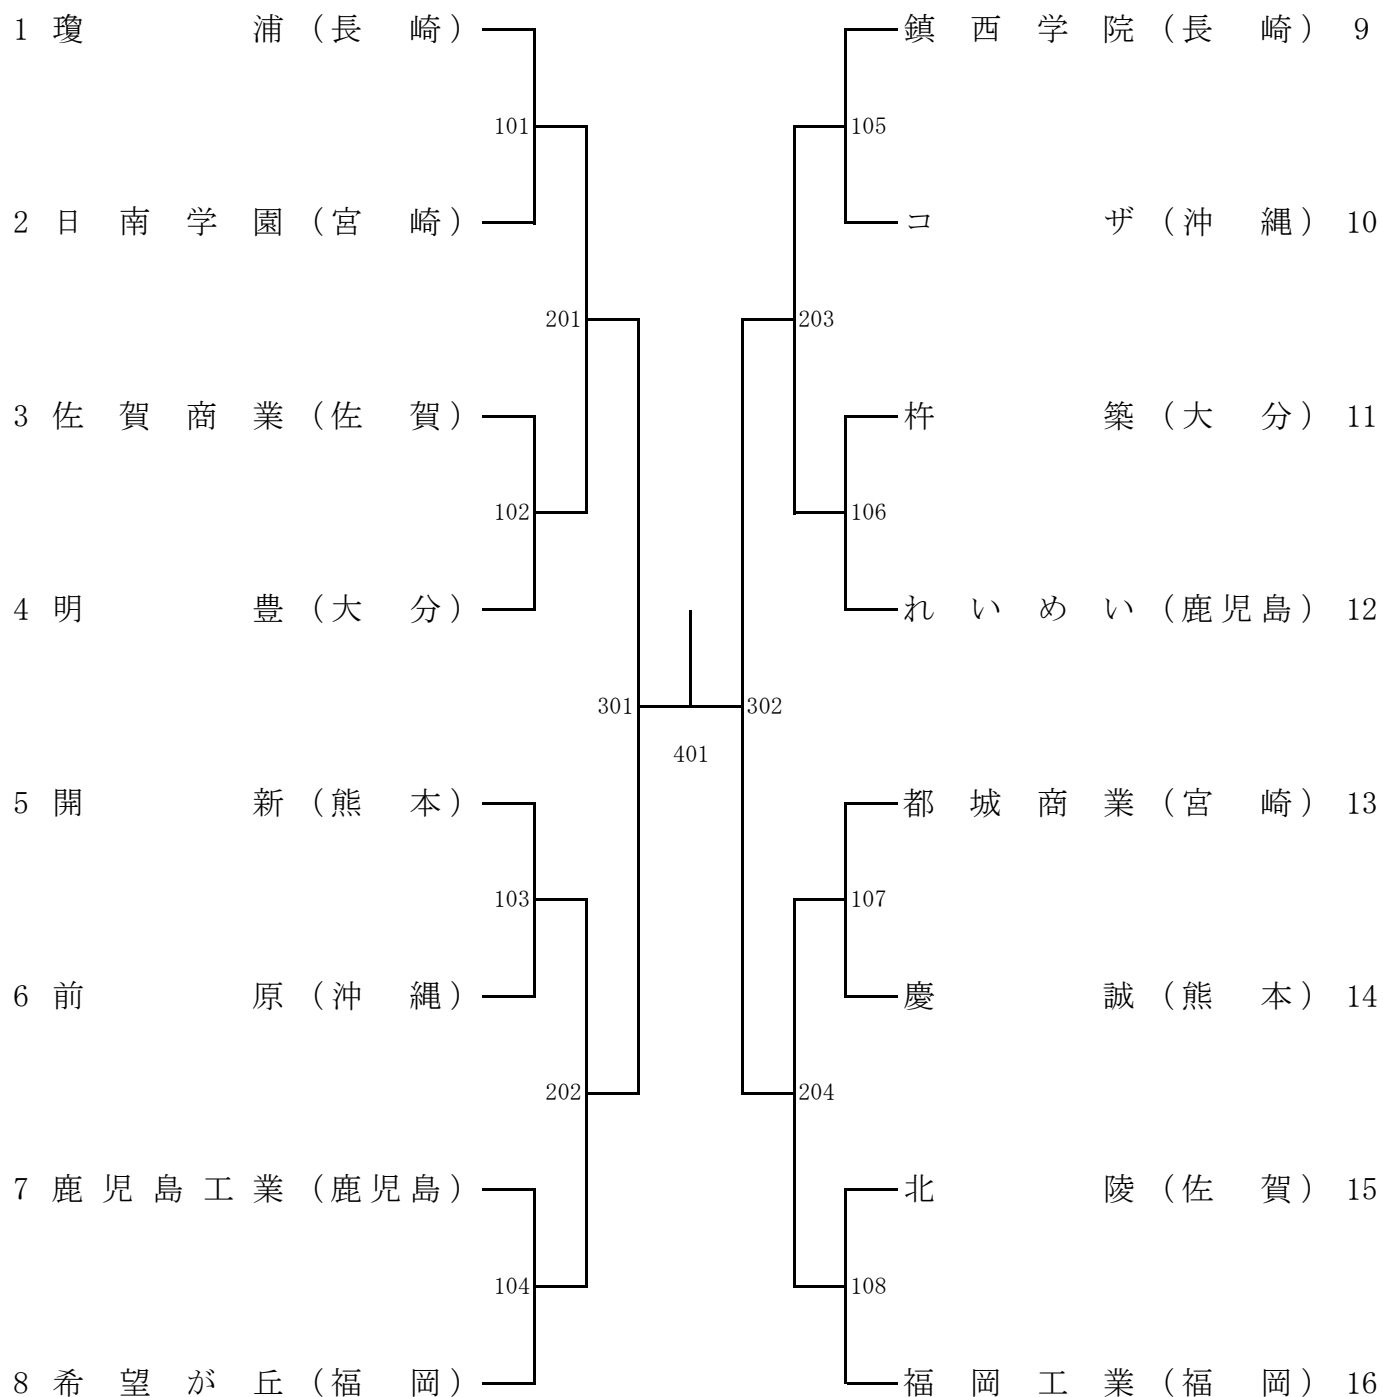 1 瓊浦（長崎）
101
2 日南学園（宮崎）
201
3 佐賀商業（佐賀）
102
4 明豊（大分）
301
5 開新（熊本）
103
6 前原（沖縄）
202
7 鹿児島工業（鹿児島）
104
8 希望が丘（福岡）
401
鎮西学院（長崎） 9
105
コザ（沖縄） 10
203
杵築（大分） 11
106
れいめい（鹿児島） 12
302
都城商業（宮崎） 13
107
慶誠（熊本） 14
204
北陵（佐賀） 15
108
福岡工業（福岡） 16